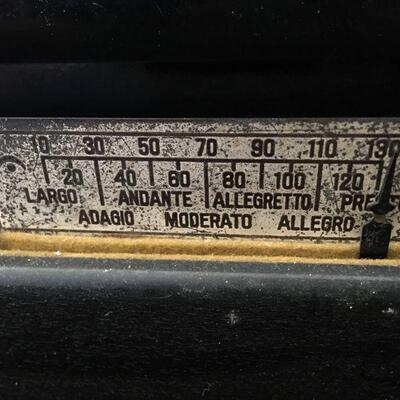 10 30 50 70 90 110 130
20 40 60 80 100 120
LARGO ANDANTE ALLEGRETTO
ADAGIO MODERATO ALLEGRO